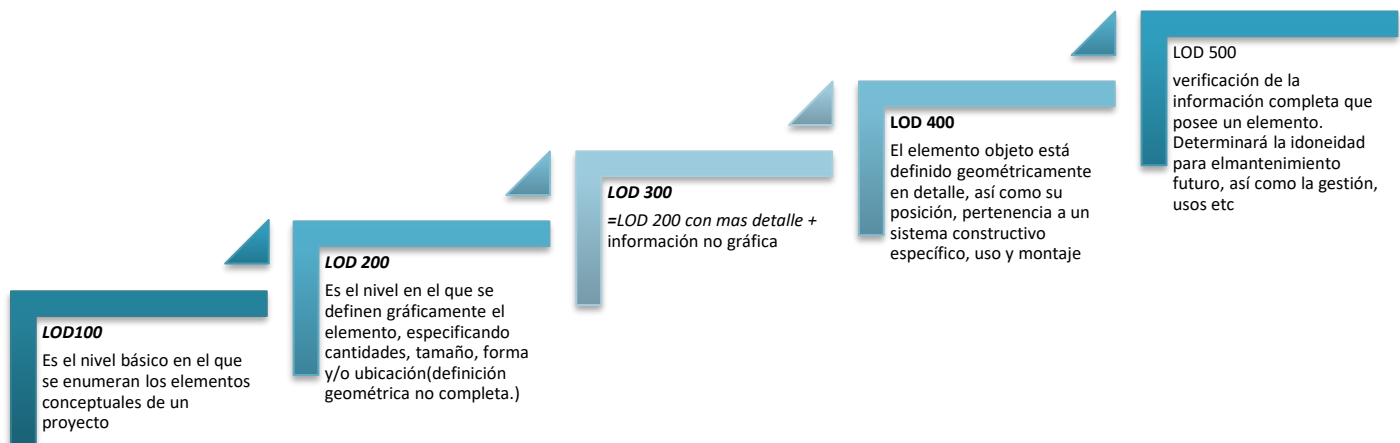 LOD100
Es el nivel básico en el que
se enumeran los elementos
conceptuales de un
proyecto
LOD 200
Es el nivel en el que se
definen gráficamente el
elemento, especificando
cantidades, tamaño, forma
y/o ubicación(definición
geométrica no completa.)
LOD 300
=LOD 200 con mas detalle +
información no gráfica
LOD 400
El elemento objeto está
definido geométricamente
en detalle, así como su
posición, pertenencia a un
sistema constructivo
específico, uso y montaje
LOD 500
verificación de la
información completa que
posee un elemento.
Determinará la idoneidad
para elmantenimiento
futuro, así como la gestión,
usos etc